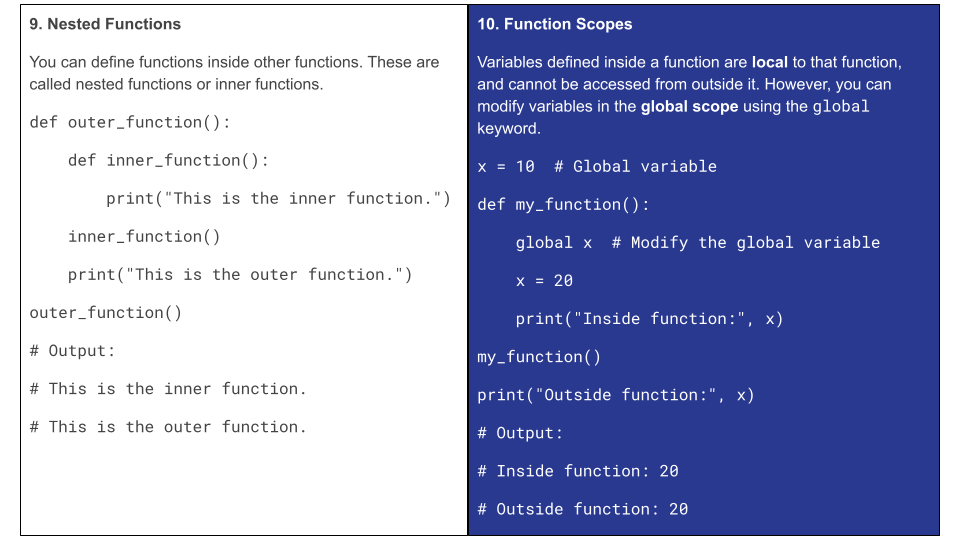 9. Nested Functions
You can define functions inside other functions. These are
called nested functions or inner functions.
def outer_function():
    def inner_function():
        print("This is the inner function.")
    inner_function()
    print("This is the outer function.")
outer_function()
# Output:
# This is the inner function.
# This is the outer function.
10. Function Scopes
Variables defined inside a function are local to that function,
and cannot be accessed from outside it. However, you can
modify variables in the global scope using the global
keyword.
x = 10  # Global variable
def my_function():
    global x  # Modify the global variable
    x = 20
    print("Inside function:", x)
my_function()
print("Outside function:", x)
# Output:
# Inside function: 20
# Outside function: 20